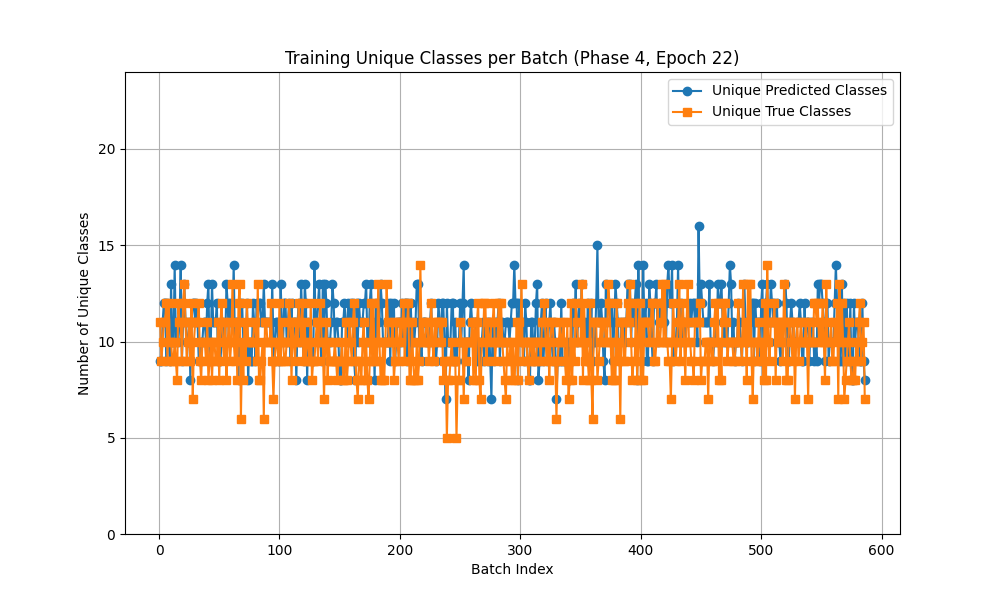 Training Unique Classes per Batch (Phase 4, Epoch 22)
Unique Predicted Classes
Unique True Classes
Number of Unique Classes
20
15
10
5
0
0 100 200 300 400 500 600
Batch Index